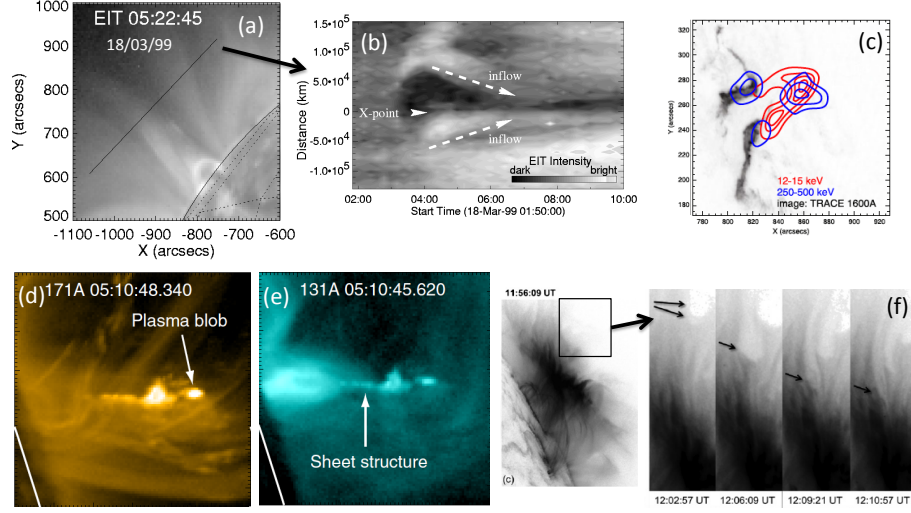 EIT 05:22:45
18/03/99
(a)
1000
900
800
700
600
500
Y (arcsecs)
-1100 -1000 -900 -800 -700 -600
X (arcsecs)
(b)
1.5•10⁵
1.0•10⁵
5.0•10⁴
0
-5.0•10⁴
-1.0•10⁵
Distance (km)
X-point
inflow
inflow
EIT Intensity
dark bright
02:00 04:00 06:00 08:00 10:00
Start Time (18-Mar-99 01:50:00)
(c)
320
300
280
260
240
220
200
180
Y (arcsecs)
12-15 keV
250-500 keV
image: TRACE 1600A
780 800 820 840 860 880 900 920
X (arcsecs)
(d)
171A 05:10:48.340
Plasma blob
(e)
131A 05:10:45.620
Sheet structure
11:56:09 UT
(c)
(f)
12:02:57 UT 12:06:09 UT 12:09:21 UT 12:10:57 UT